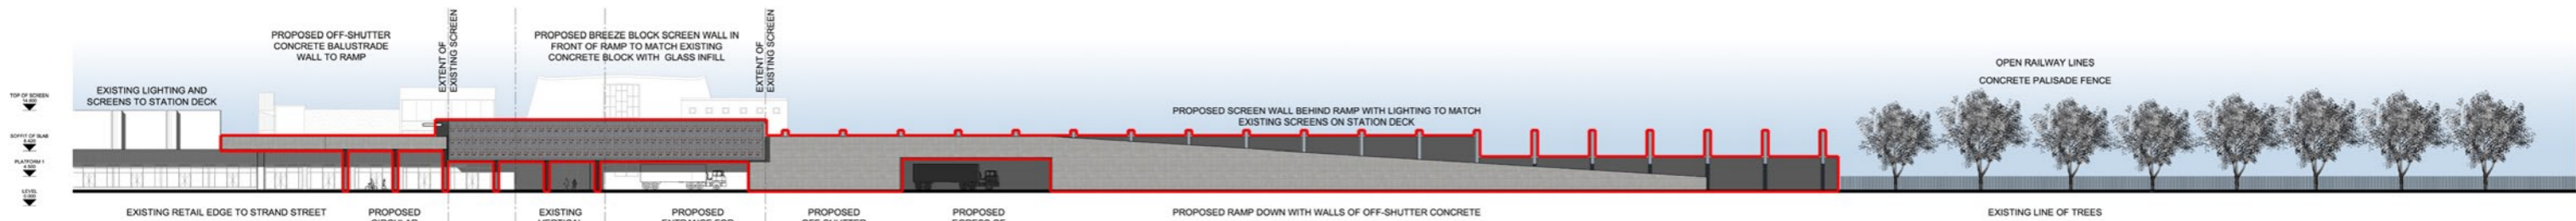 PROPOSED OFF-SHUTTER
CONCRETE BALUSTRADE
WALL TO RAMP
EXTENT OF
EXISTING SCREEN
PROPOSED BREEZE BLOCK SCREEN WALL IN
FRONT OF RAMP TO MATCH EXISTING
CONCRETE BLOCK WITH GLASS INFILL
EXTENT OF
EXISTING SCREEN
OPEN RAILWAY LINES
CONCRETE PALISADE FENCE
EXISTING LIGHTING AND
SCREENS TO STATION DECK
PROPOSED SCREEN WALL BEHIND RAMP WITH LIGHTING TO MATCH
EXISTING SCREENS ON STATION DECK
TOP OF SCREEN
SOFFIT OF SLAB
PLATFORM 1
LEVEL
EXISTING RETAIL EDGE TO STRAND STREET
PROPOSED
EXISTING
PROPOSED
PROPOSED
PROPOSED
PROPOSED RAMP DOWN WITH WALLS OF OFF-SHUTTER CONCRETE
EXISTING LINE OF TREES